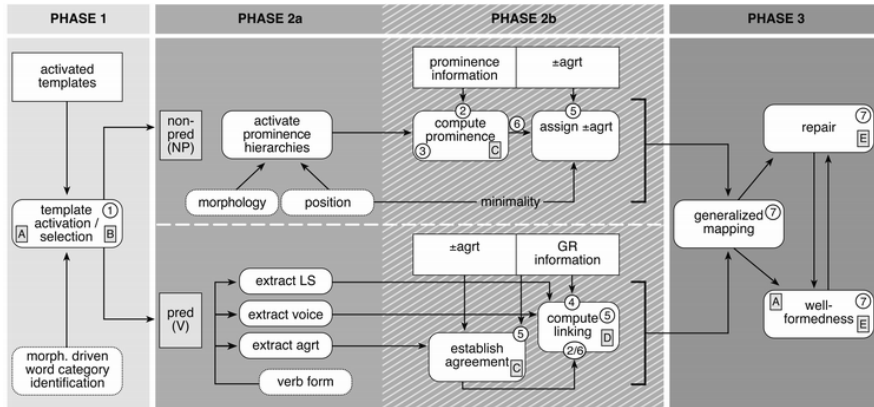 PHASE 1
PHASE 2a
PHASE 2b
PHASE 3
activated
templates
template
activation /
selection
1
A
B
morph. driven
word category
identification
non-
pred
(NP)
activate
prominence
hierarchies
morphology
position
minimality
prominence
information
±agrt
2
compute
prominence
3
C
6
5
assign ±agrt
pred
(V)
extract LS
extract voice
extract agrt
verb form
±agrt
GR
information
5
establish
agreement
C
4
compute
linking
5
D
2/6
generalized
mapping
7
repair
7
E
A
well-
formedness
7
E